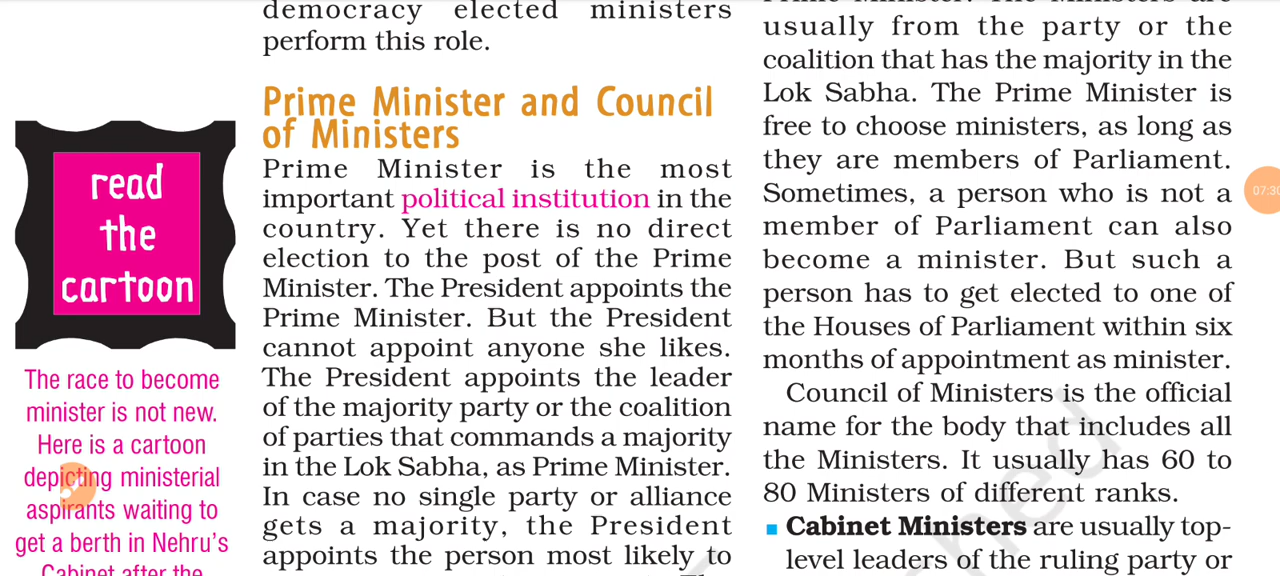 democracy elected ministers
perform this role.
Prime Minister and Council
of Ministers
Prime Minister is the most
important political institution in the
country. Yet there is no direct
election to the post of the Prime
Minister. The President appoints the
Prime Minister. But the President
cannot appoint anyone she likes.
The President appoints the leader
of the majority party or the coalition
of parties that commands a majority
in the Lok Sabha, as Prime Minister.
In case no single party or alliance
gets a majority, the President
appoints the person most likely to
read
the
cartoon
The race to become
minister is not new.
Here is a cartoon
depicting ministerial
aspirants waiting to
get a berth in Nehru's
Cabinet after the
Prime Minister. The Ministers are
usually from the party or the
coalition that has the majority in the
Lok Sabha. The Prime Minister is
free to choose ministers, as long as
they are members of Parliament.
Sometimes, a person who is not a
member of Parliament can also
become a minister. But such a
person has to get elected to one of
the Houses of Parliament within six
months of appointment as minister.
Council of Ministers is the official
name for the body that includes all
the Ministers. It usually has 60 to
80 Ministers of different ranks.
Cabinet Ministers are usually top-
level leaders of the ruling party or
07:30